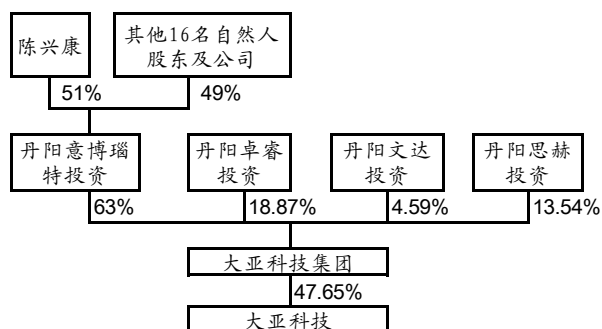 陈兴康
其他16名自然人
股东及公司
51%
49%
丹阳意博瑙
特投资
丹阳卓睿
投资
丹阳文达
投资
丹阳思赫
投资
63%
18.87%
4.59%
13.54%
大亚科技集团
47.65%
大亚科技